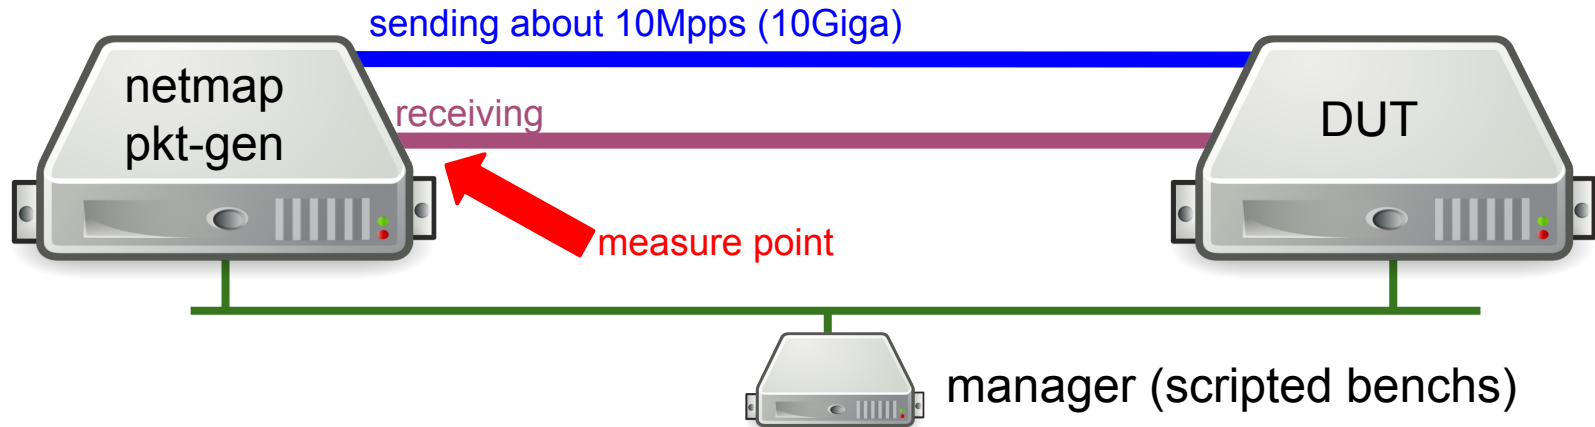 sending about 10Mpps (10Giga)
netmap
pkt-gen
receiving
DUT
measure point
manager (scripted benchs)